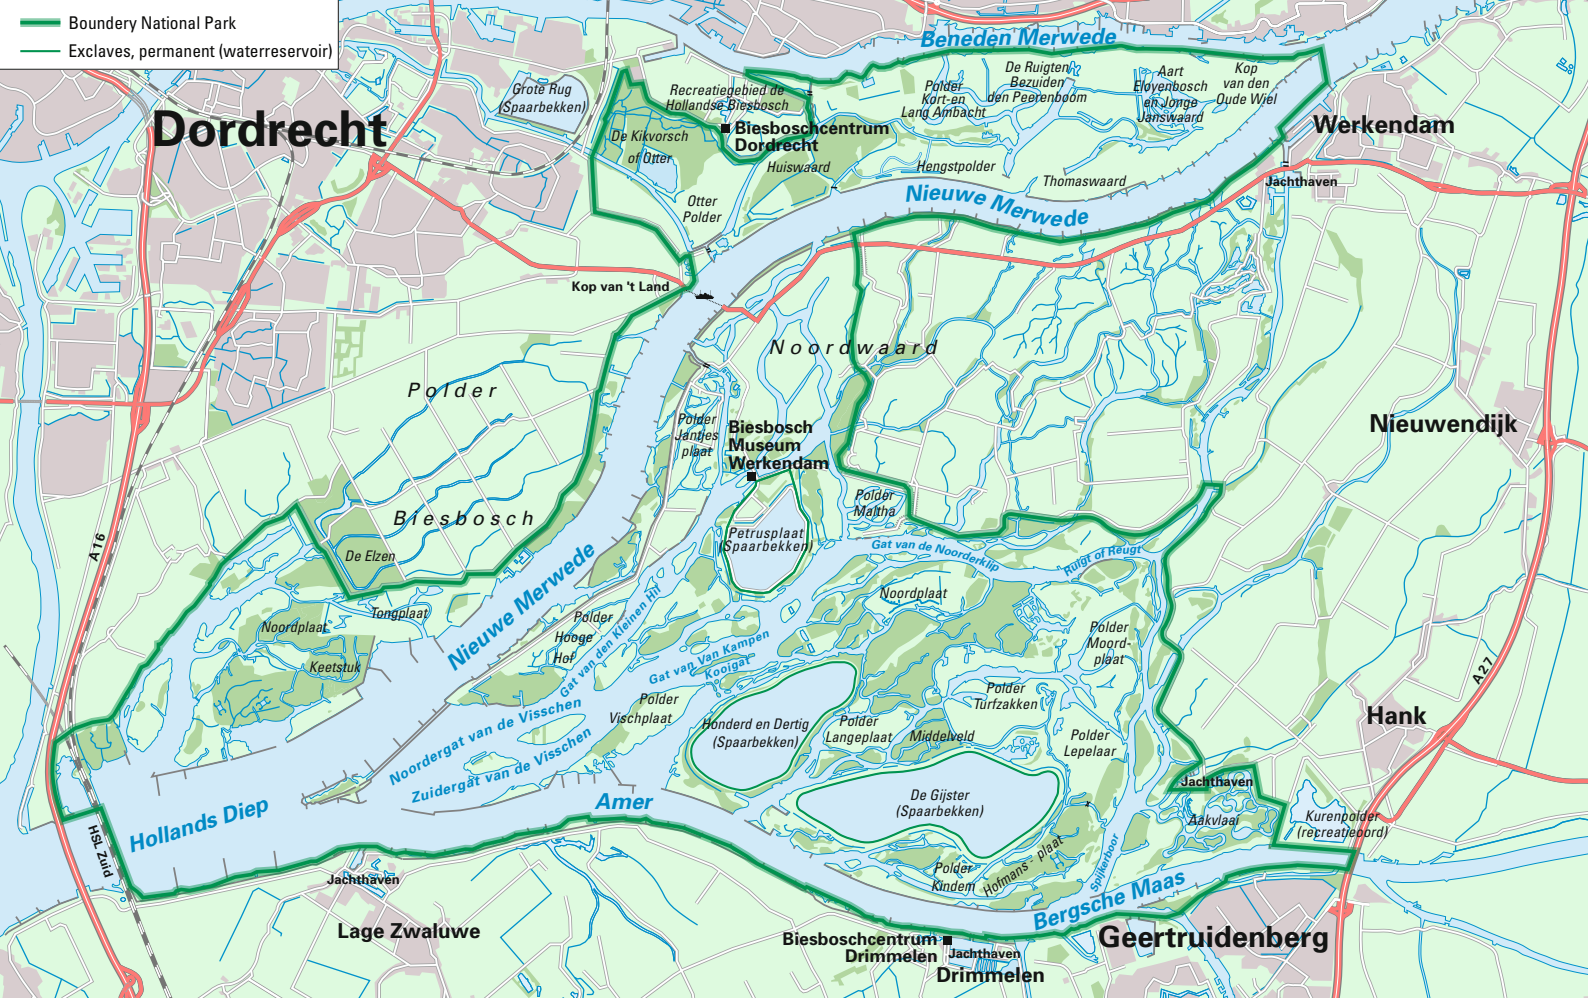 Boundery National Park
Exclaves, permanent (waterreservoir)
Beneden Merwede
Grote Rug
(Spaarbekken)
Recreatiegebied de
Hollandse Biesbosch
Polder
Kort-en
Lang Ambacht
De Ruigten
Bezuiden
den Peerenboom
Aart
Eloyenbosch
en Jonge
Janswaard
Kop
van den
Oude Wiel
Dordrecht
De Kikvorsch
of Otter
Biesboschcentrum
Dordrecht
Huiswaard
Hengstpolder
Thomaswaard
Werkendam
Jachthaven
Otter
Polder
Nieuwe Merwede
Kop van 't Land
Noordwaard
Polder
Biesbosch
Polder
Jantjes
plaat
Biesbosch
Museum
Werkendam
Nieuwendijk
Polder
Maltha
Petrusplaat
(Spaarbekken)
A16
De Elzen
Gat van de Noorderklip
Ruigt of Reugt
Nieuwe Merwede
Noordplaat
Tongplaat
Noordplaat
Keetstuk
Polder
Hooge
Hof
Gat van den Kleinen Hil
Polder
Moord-
plaat
Gat van Van Kampen
Kooigat
A27
Polder
Vischplaat
Polder
Turfzakken
Noordergat van de Visschen
Zuidergat van de Visschen
Honderd en Dertig
(Spaarbekken)
Polder
Langeplaat
Middelveld
Polder
Lepelaar
Hank
Jachthaven
Hollands Diep
Amer
De Gijster
(Spaarbekken)
Aakvlaai
Kurenpolder
(recreatieoord)
HSL Zuid
Jachthaven
Polder
Kindem
Hofmans - plaat
Spijkerboor
Bergsche Maas
Lage Zwaluwe
Biesboschcentrum
Drimmelen
Jachthaven
Drimmelen
Geertruidenberg